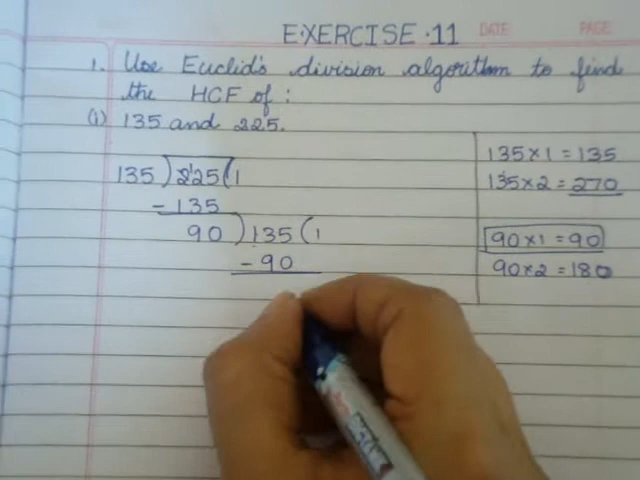 E·XERCISE·11
DATE
PAGE
1. Use Euclid's division algorithm to find
the HCF of :
(i) 135 and 225.
135 ) 225 ( 1
- 135
90 ) 135 ( 1
- 90
135×1 = 135
135×2 = 270
90×1 = 90
90×2 = 180